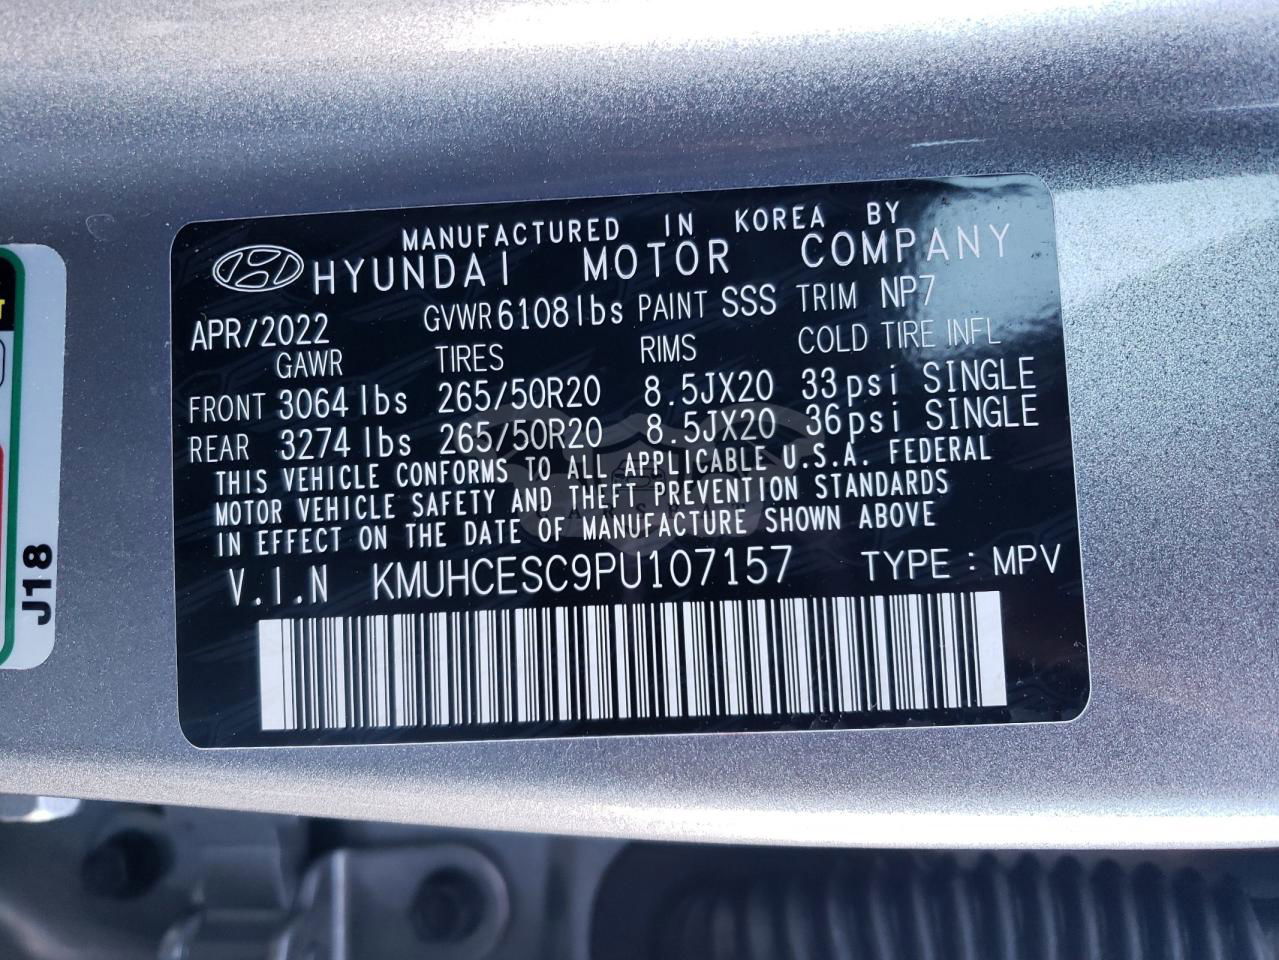 MANUFACTURED IN KOREA BY
HYUNDAI MOTOR COMPANY
APR/2022 GVWR 6108lbs PAINT SSS TRIM NP7
GAWR TIRES RIMS COLD TIRE INFL
FRONT 3064lbs 265/50R20 8.5JX20 33psi SINGLE
REAR 3274lbs 265/50R20 8.5JX20 36psi SINGLE
THIS VEHICLE CONFORMS TO ALL APPLICABLE U.S.A. FEDERAL
MOTOR VEHICLE SAFETY AND THEFT PREVENTION STANDARDS
IN EFFECT ON THE DATE OF MANUFACTURE SHOWN ABOVE
V.I.N KMUHCESC9PU107157 TYPE : MPV
J18